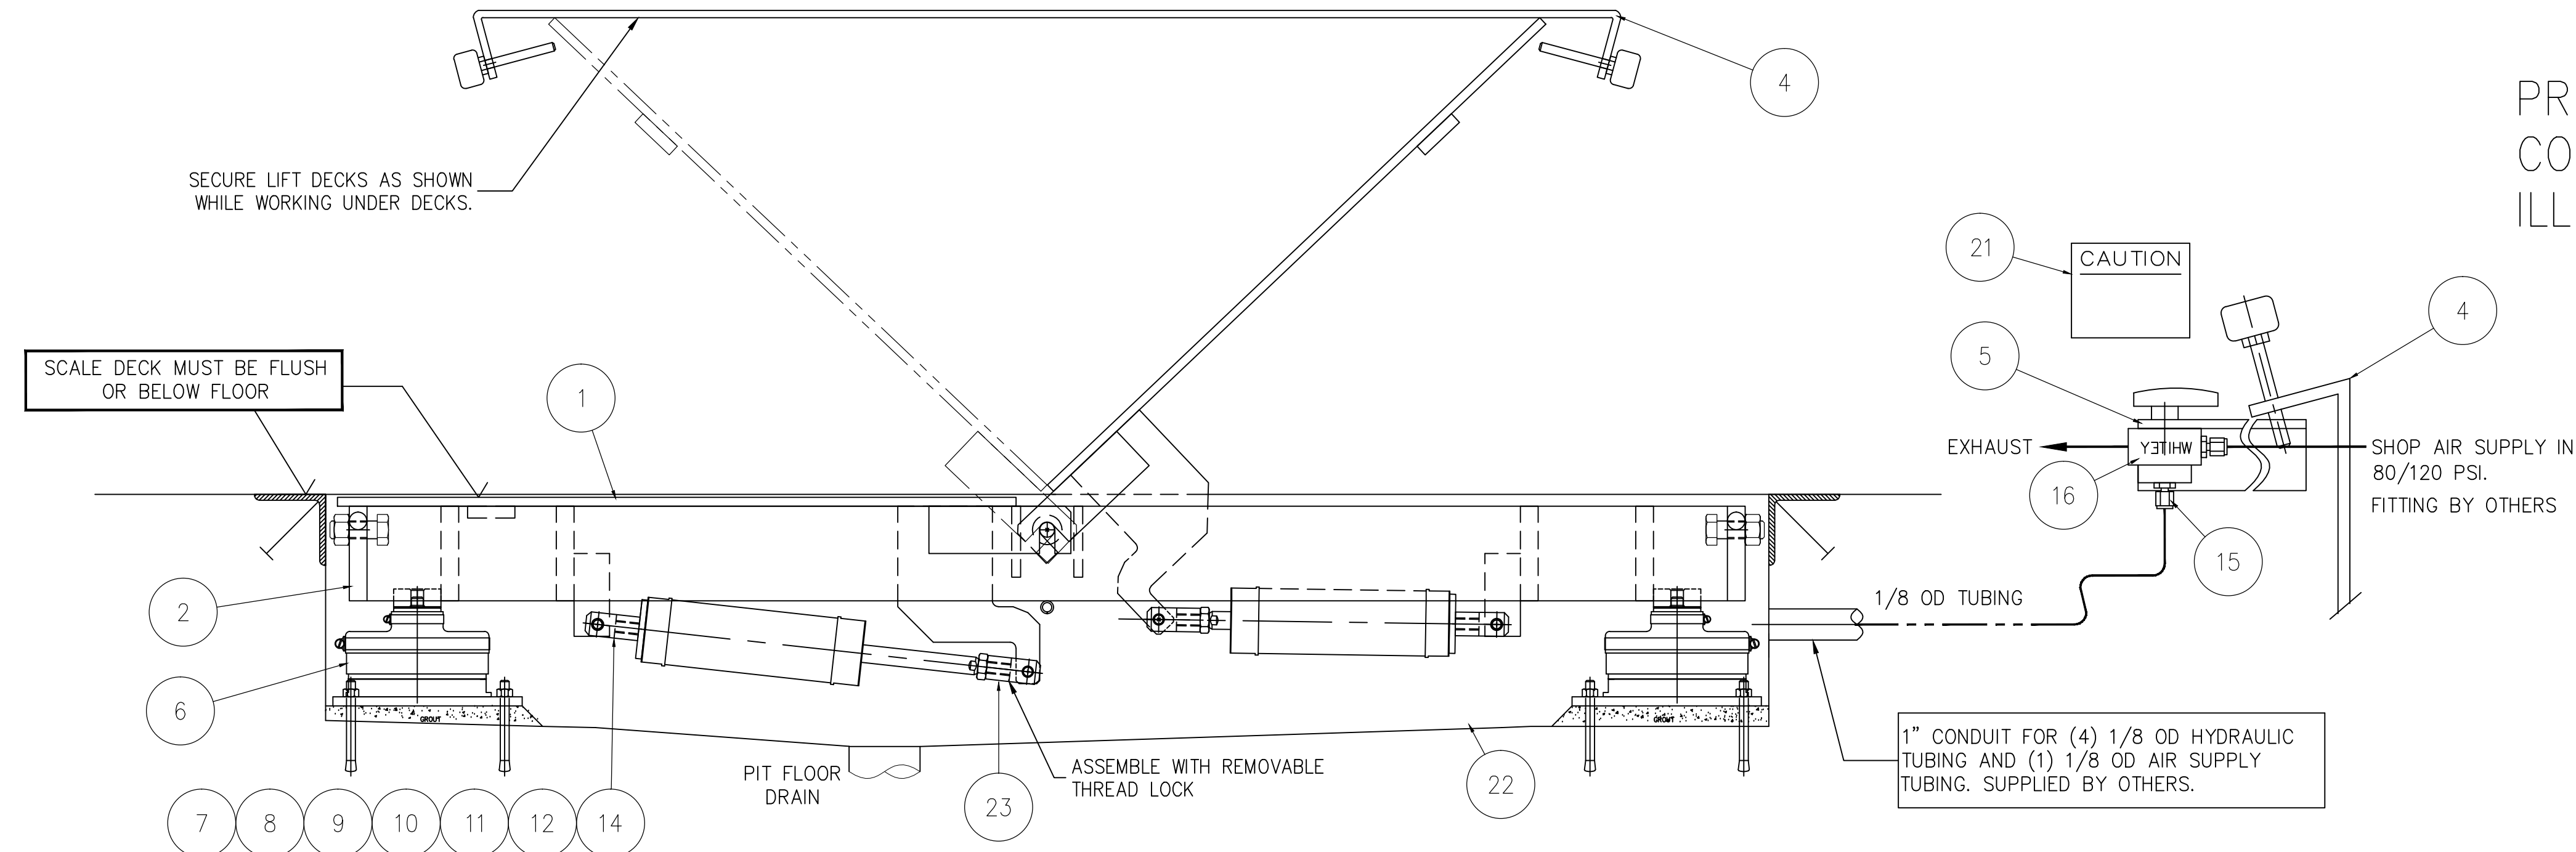 4
PR
CO
ILL
SECURE LIFT DECKS AS SHOWN
WHILE WORKING UNDER DECKS.
21
CAUTION
4
SCALE DECK MUST BE FLUSH
OR BELOW FLOOR
1
5
EXHAUST
WHITEY
SHOP AIR SUPPLY IN
80/120 PSI.
FITTING BY OTHERS
16
15
2
1/8 OD TUBING
6
GROUT
GROUT
1" CONDUIT FOR (4) 1/8 OD HYDRAULIC
TUBING AND (1) 1/8 OD AIR SUPPLY
TUBING. SUPPLIED BY OTHERS.
PIT FLOOR
DRAIN
ASSEMBLE WITH REMOVABLE
THREAD LOCK
22
23
7 8 9 10 11 12 14